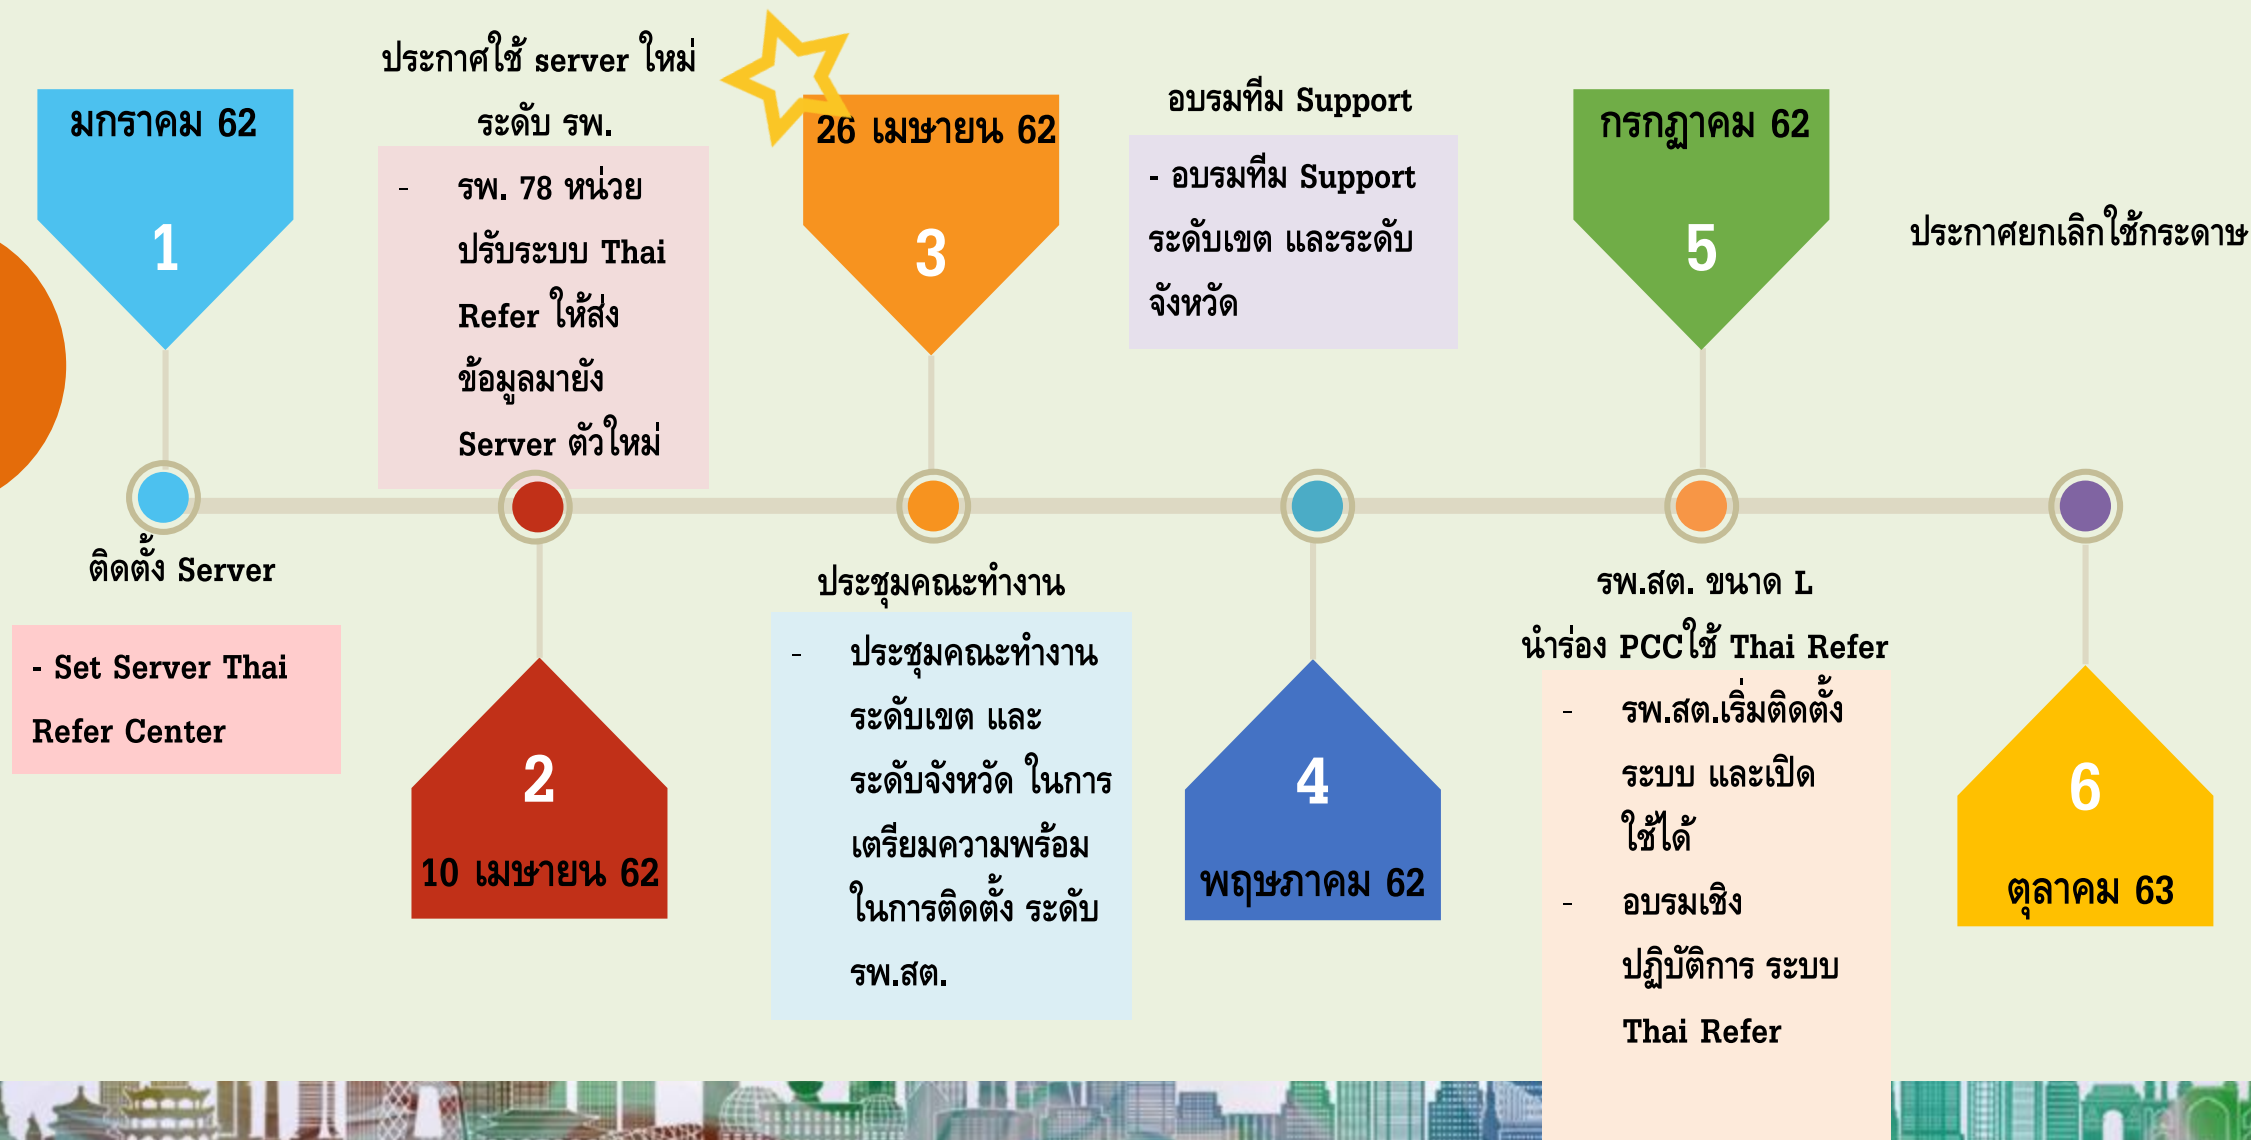 มกราคม 62
1
ติดตั้ง Server
- Set Server Thai
Refer Center
ประกาศใช้ server ใหม่
ระดับ รพ.
- รพ. 78 หน่วย
ปรับระบบ Thai
Refer ให้ส่ง
ข้อมูลมายัง
Server ตัวใหม่
2
10 เมษายน 62
26 เมษายน 62
3
ประชุมคณะทำงาน
- ประชุมคณะทำงาน
ระดับเขต และ
ระดับจังหวัด ในการ
เตรียมความพร้อม
ในการติดตั้ง ระดับ
รพ.สต.
อบรมทีม Support
- อบรมทีม Support
ระดับเขต และระดับ
จังหวัด
4
พฤษภาคม 62
กรกฏาคม 62
5
รพ.สต. ขนาด L
นำร่อง PCCใช้ Thai Refer
- รพ.สต.เริ่มติดตั้ง
ระบบ และเปิด
ใช้ได้
- อบรมเชิง
ปฏิบัติการ ระบบ
Thai Refer
ประกาศยกเลิกใช้กระดาษ
6
ตุลาคม 63